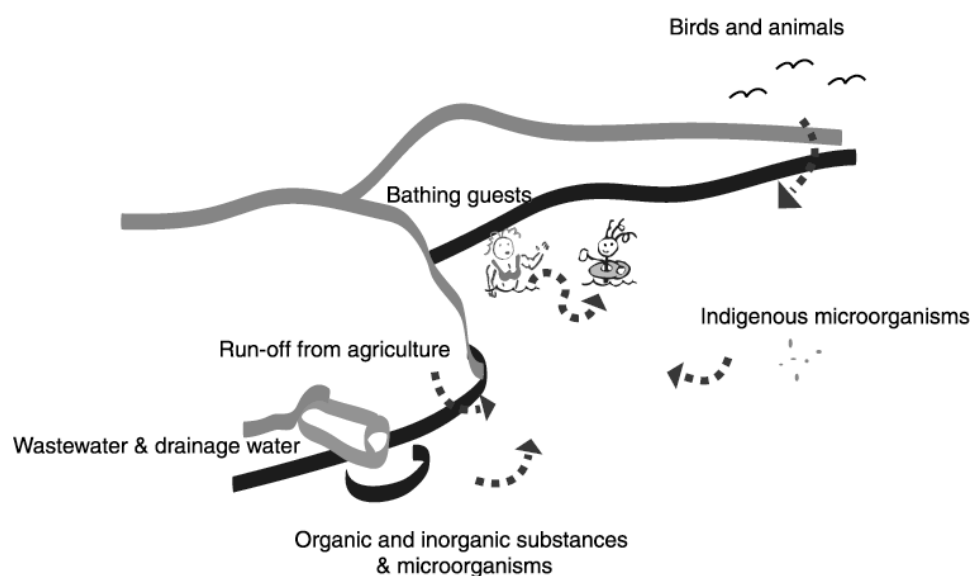 Birds and animals
Bathing guests
Indigenous microorganisms
Run-off from agriculture
Wastewater & drainage water
Organic and inorganic substances
& microorganisms